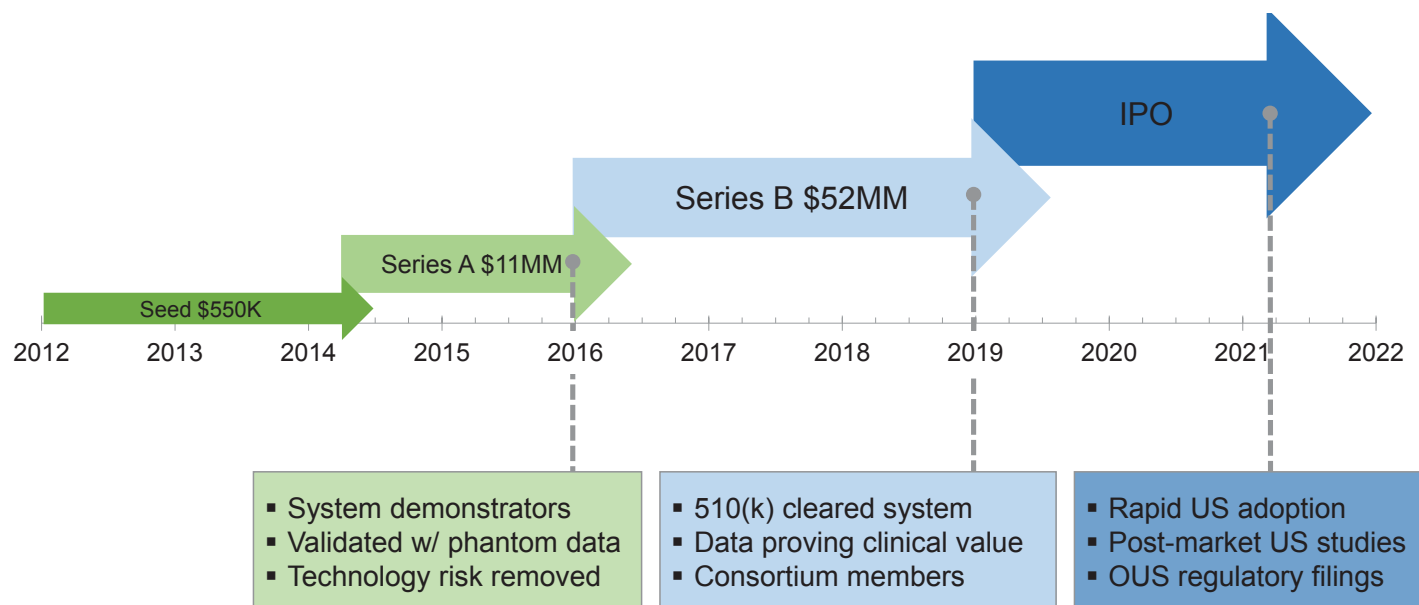 IPO
Series B $52MM
Series A $11MM
Seed $550K
2012 2013 2014 2015 2016 2017 2018 2019 2020 2021 2022
▪ System demonstrators
▪ Validated w/ phantom data
▪ Technology risk removed
▪ 510(k) cleared system
▪ Data proving clinical value
▪ Consortium members
▪ Rapid US adoption
▪ Post-market US studies
▪ OUS regulatory filings